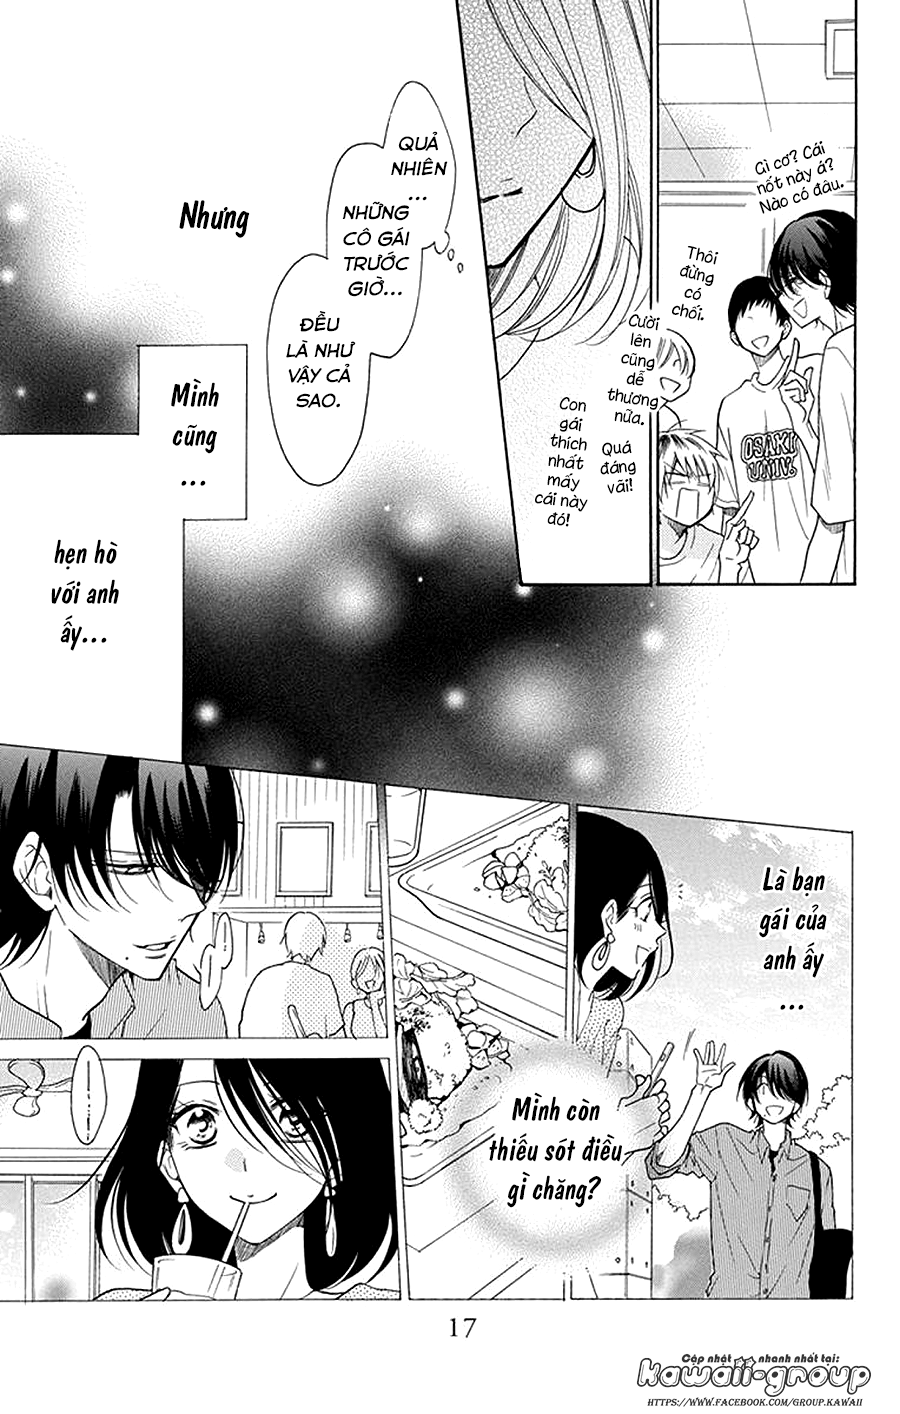 Gì cơ? Cái
nốt này á?
Nào có đâu.
Thôi
đừng
có
chối.
Cười
lên
cũng
dễ
thương
nữa.
Quá
đáng
vãi!
Con
gái
thích
nhất
mấy
cái này
đó!
OSAKI
UNIV.
QUẢ
NHIÊN
...
NHỮNG
CÔ GÁI
TRƯỚC
GIỜ...
ĐỀU
LÀ NHƯ
VẬY CẢ
SAO.
Nhưng
Mình
cũng
...
hẹn hò
với anh
ấy...
Là bạn
gái của
anh ấy
...
Mình còn
thiếu sót điều
gì chăng?
17
Cập nhật nhanh nhất tại:
kawaii-group
HTTPS://WWW.FACEBOOK.COM/GROUP.KAWAII